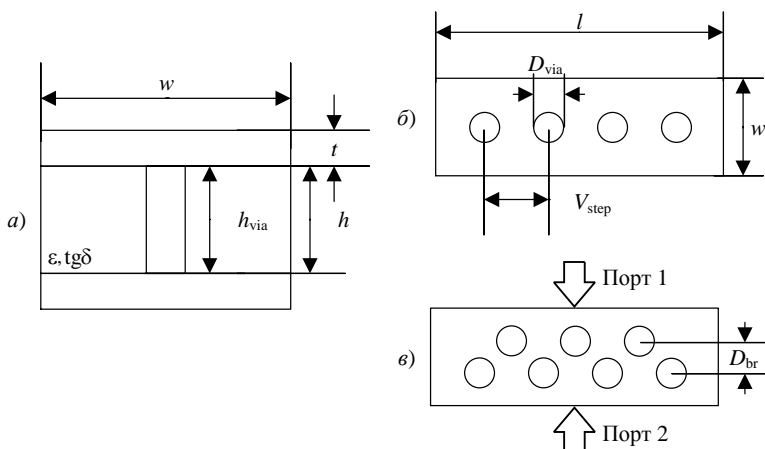 а)
w
t
h_via
h
ε, tgδ
б)
l
D_via
w
V_step
в)
Порт 1
D_br
Порт 2